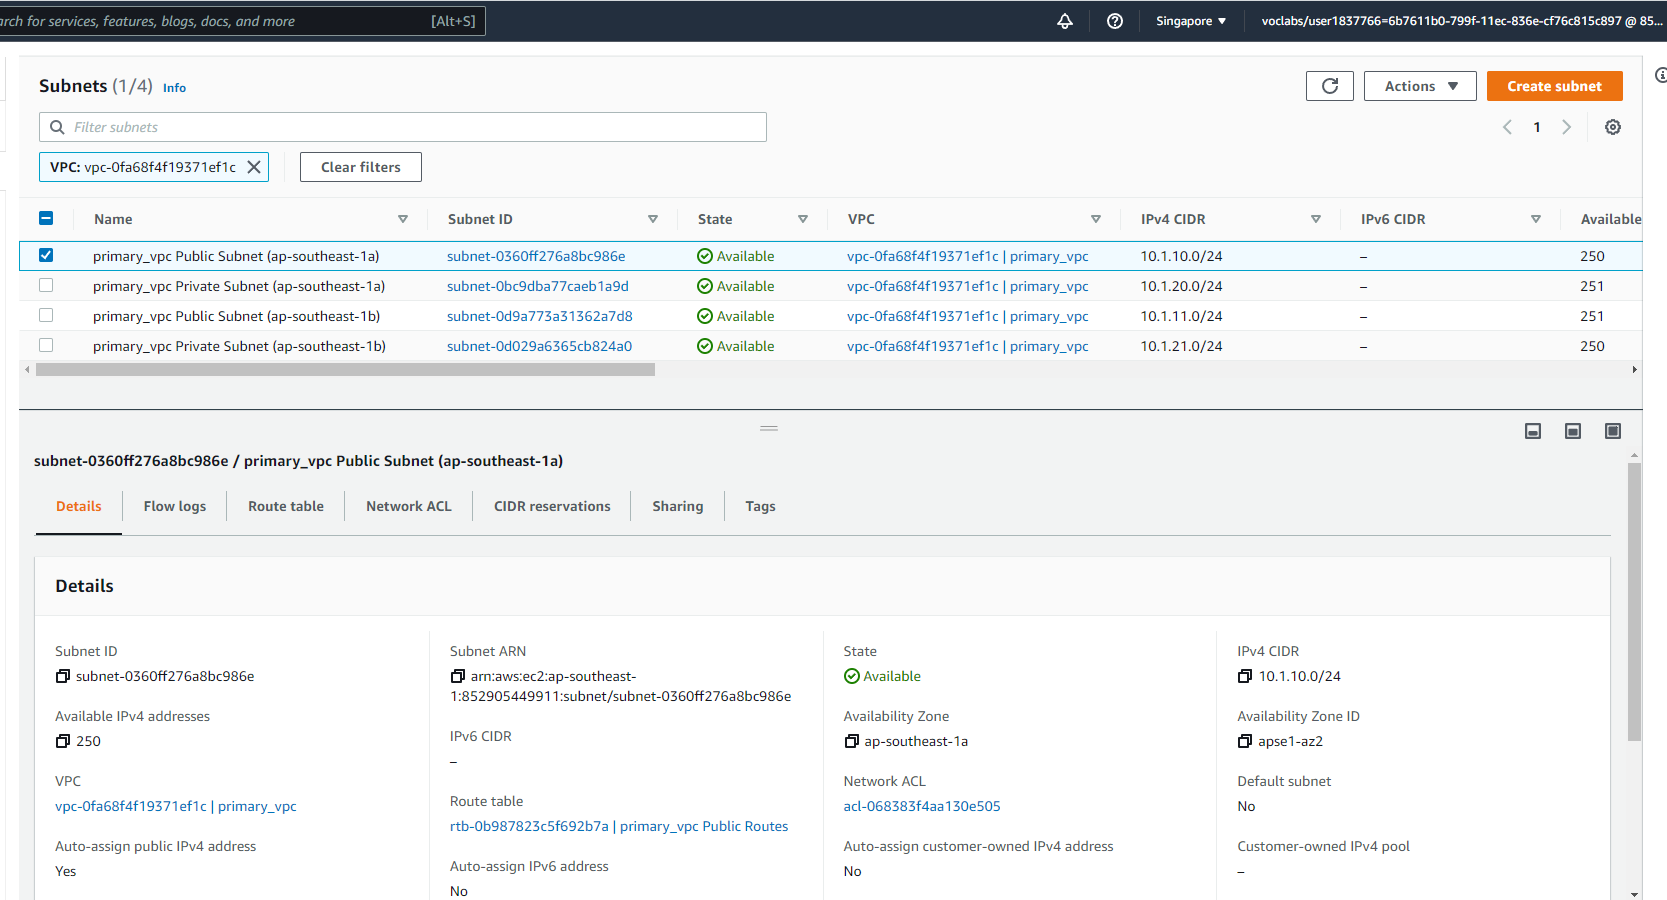 arch for services, features, blogs, docs, and more [Alt+S] Singapore ▼ voclabs/user1837766=6b7611b0-799f-11ec-836e-cf76c815c897 @ 85...
Subnets (1/4) Info Actions ▼ Create subnet
Filter subnets 1
VPC: vpc-0fa68f4f19371ef1c Clear filters
Name Subnet ID State VPC IPv4 CIDR IPv6 CIDR Available
primary_vpc Public Subnet (ap-southeast-1a) subnet-0360ff276a8bc986e Available vpc-0fa68f4f19371ef1c | primary_vpc 10.1.10.0/24 – 250
primary_vpc Private Subnet (ap-southeast-1a) subnet-0bc9dba77caeb1a9d Available vpc-0fa68f4f19371ef1c | primary_vpc 10.1.20.0/24 – 251
primary_vpc Public Subnet (ap-southeast-1b) subnet-0d9a773a31362a7d8 Available vpc-0fa68f4f19371ef1c | primary_vpc 10.1.11.0/24 – 251
primary_vpc Private Subnet (ap-southeast-1b) subnet-0d029a6365cb824a0 Available vpc-0fa68f4f19371ef1c | primary_vpc 10.1.21.0/24 – 250
subnet-0360ff276a8bc986e / primary_vpc Public Subnet (ap-southeast-1a)
Details Flow logs Route table Network ACL CIDR reservations Sharing Tags
Details
Subnet ID
subnet-0360ff276a8bc986e
Available IPv4 addresses
250
VPC
vpc-0fa68f4f19371ef1c | primary_vpc
Auto-assign public IPv4 address
Yes
Subnet ARN
arn:aws:ec2:ap-southeast-
1:852905449911:subnet/subnet-0360ff276a8bc986e
IPv6 CIDR
–
Route table
rtb-0b987823c5f692b7a | primary_vpc Public Routes
Auto-assign IPv6 address
No
State
Available
Availability Zone
ap-southeast-1a
Network ACL
acl-068383f4aa130e505
Auto-assign customer-owned IPv4 address
No
IPv4 CIDR
10.1.10.0/24
Availability Zone ID
apse1-az2
Default subnet
No
Customer-owned IPv4 pool
–